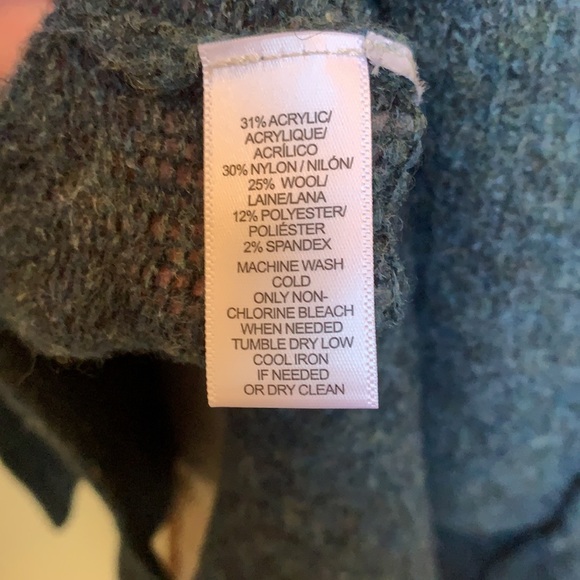 31% ACRYLIC/
ACRYLIQUE/
ACRÍLICO
30% NYLON / NILÓN/
25% WOOL/
LAINE/LANA
12% POLYESTER/
POLIÉSTER
2% SPANDEX
MACHINE WASH
COLD
ONLY NON-
CHLORINE BLEACH
WHEN NEEDED
TUMBLE DRY LOW
COOL IRON
IF NEEDED
OR DRY CLEAN